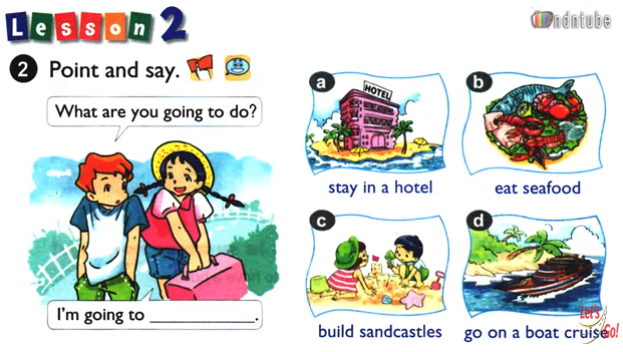 Lesson 2
ndntube
2 Point and say.
What are you going to do?
I'm going to ____________.
a
HOTEL
stay in a hotel
b
eat seafood
c
build sandcastles
d
go on a boat cruise
Let's Go!